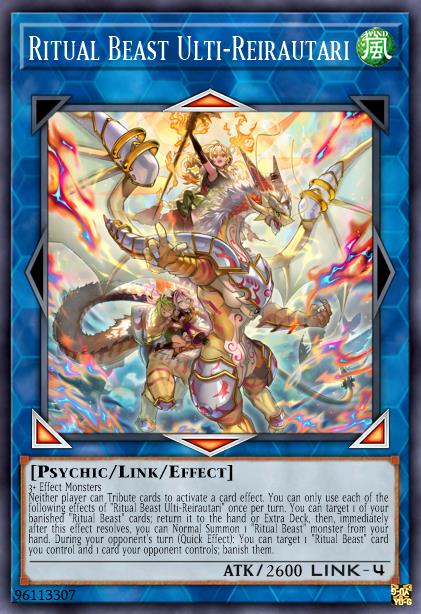 RITUAL BEAST ULTI-REIRAUTARI
WIND
風
[PSYCHIC/LINK/EFFECT]
3+ Effect Monsters
Neither player can Tribute cards to activate a card effect. You can only use each of the
following effects of "Ritual Beast Ulti-Reirautari" once per turn. You can target 1 of your
banished "Ritual Beast" cards; return it to the hand or Extra Deck, then, immediately
after this effect resolves, you can Normal Summon 1 "Ritual Beast" monster from your
hand. During your opponent's turn (Quick Effect): You can target 1 "Ritual Beast" card
you control and 1 card your opponent controls; banish them.
ATK/2600 LINK-4
96113307